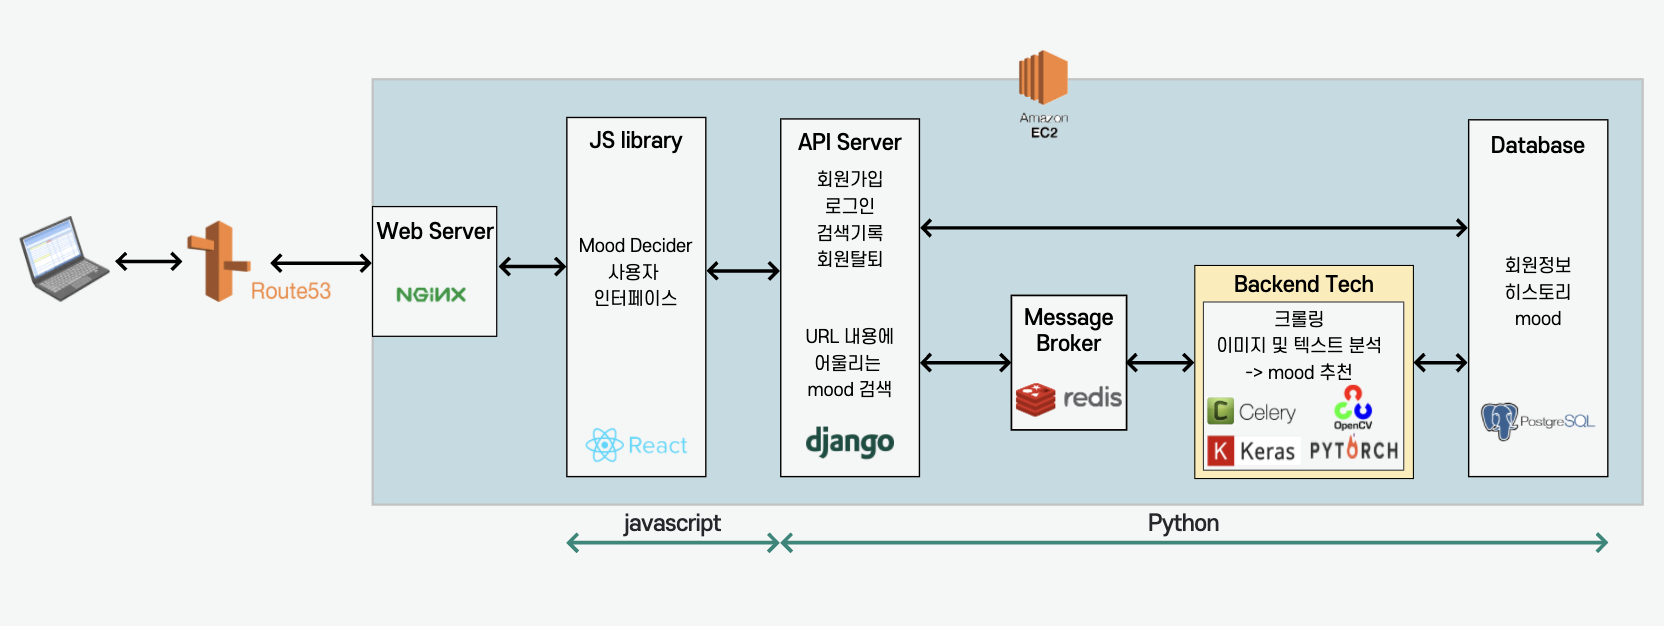 Amazon
EC2
Route53
Web Server
NGINX
JS library
Mood Decider
사용자
인터페이스
React
API Server
회원가입
로그인
검색기록
회원탈퇴
URL 내용에
어울리는
mood 검색
django
Message
Broker
redis
Backend Tech
크롤링
이미지 및 텍스트 분석
-> mood 추천
Celery
OpenCV
Keras
PYTORCH
Database
회원정보
히스토리
mood
PostgreSQL
javascript
Python